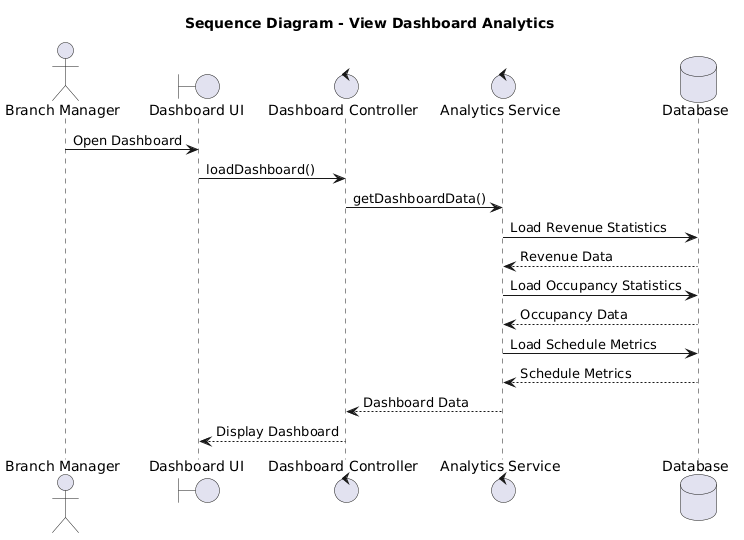 Sequence Diagram - View Dashboard Analytics
Branch Manager
Dashboard UI
Dashboard Controller
Analytics Service
Database
Open Dashboard
loadDashboard()
getDashboardData()
Load Revenue Statistics
Revenue Data
Load Occupancy Statistics
Occupancy Data
Load Schedule Metrics
Schedule Metrics
Dashboard Data
Display Dashboard
Branch Manager
Dashboard UI
Dashboard Controller
Analytics Service
Database